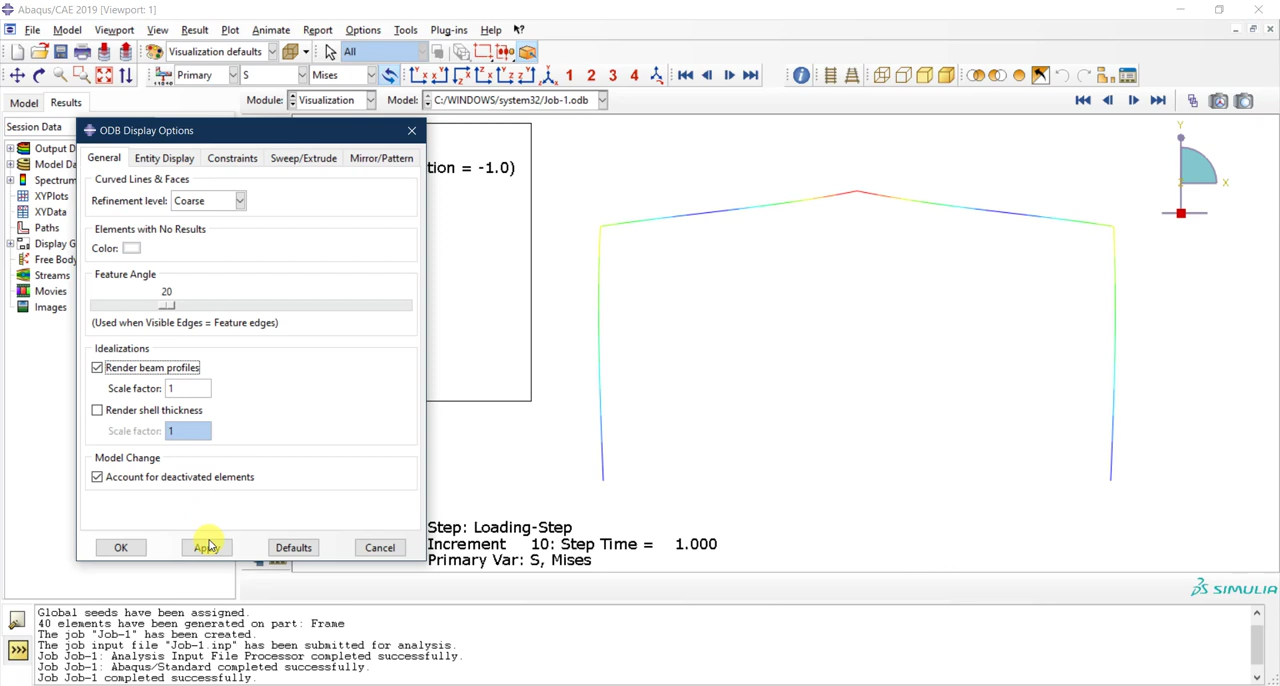 Abaqus/CAE 2019 [Viewport: 1]
File Model Viewport View Result Plot Animate Report Options Tools Plug-ins Help
Visualization defaults All
Primary S Mises 1 2 3 4
Model Results Module: Visualization Model: C:/WINDOWS/system32/Job-1.odb
Session Data
Output D
Model Da
Spectrum
XYPlots
XYData
Paths
Display G
Free Body
Streams
Movies
Images
ODB Display Options
General Entity Display Constraints Sweep/Extrude Mirror/Pattern
Curved Lines & Faces
Refinement level: Coarse
Elements with No Results
Color:
Feature Angle
20
(Used when Visible Edges = Feature edges)
Idealizations
Render beam profiles
Scale factor: 1
Render shell thickness
Scale factor: 1
Model Change
Account for deactivated elements
OK Apply Defaults Cancel
tion = -1.0)
Y
X
Z
Step: Loading-Step
Increment 10: Step Time = 1.000
Primary Var: S, Mises
SIMULIA
Global seeds have been assigned.
40 elements have been generated on part: Frame
The job "Job-1" has been created.
The job input file "Job-1.inp" has been submitted for analysis.
Job Job-1: Analysis Input File Processor completed successfully.
Job Job-1: Abaqus/Standard completed successfully.
Job Job-1 completed successfully.